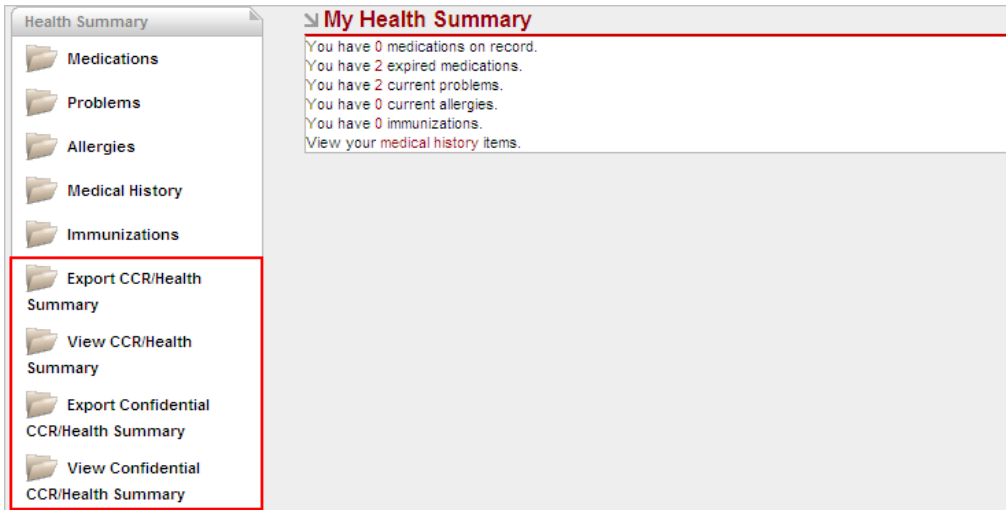 Health Summary
Medications
Problems
Allergies
Medical History
Immunizations
Export CCR/Health
Summary
View CCR/Health
Summary
Export Confidential
CCR/Health Summary
View Confidential
CCR/Health Summary
My Health Summary
You have 0 medications on record.
You have 2 expired medications.
You have 2 current problems.
You have 0 current allergies.
You have 0 immunizations.
View your medical history items.